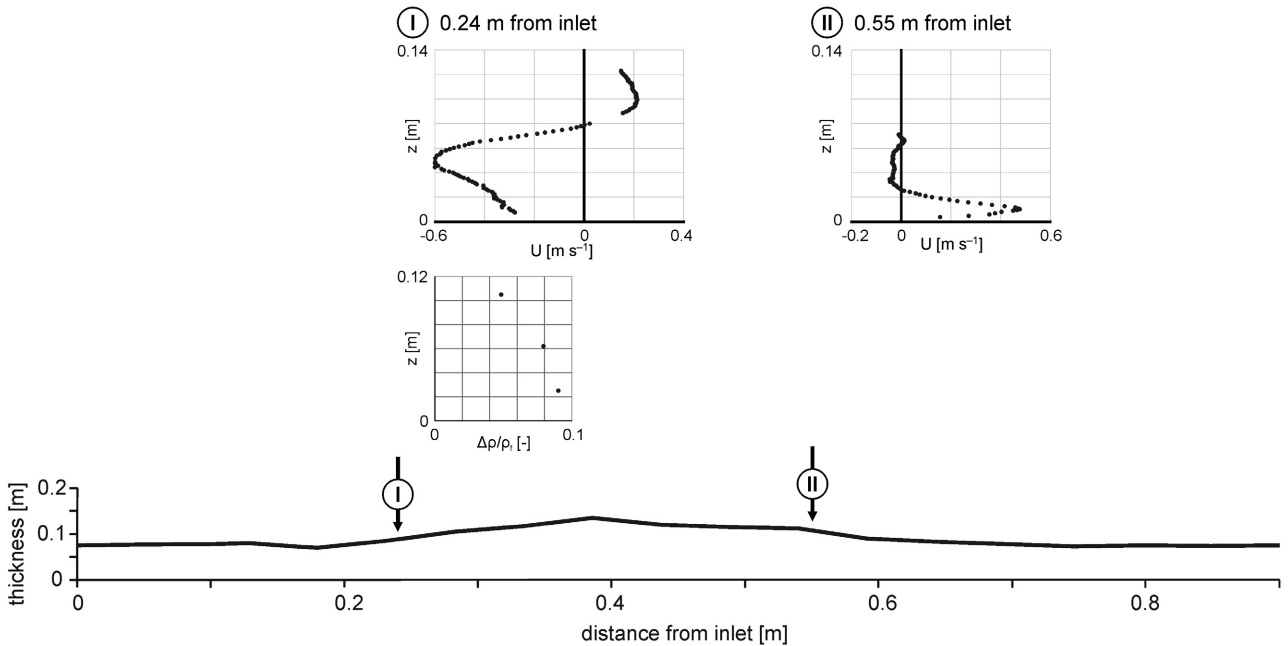 I 0.24 m from inlet
II 0.55 m from inlet
0.14
z [m]
0
-0.6 0 0.4
U [m s⁻¹]
0.14
z [m]
0
-0.2 0 0.6
U [m s⁻¹]
0.12
z [m]
0
0 0.1
Δρ/ρf [-]
I
II
thickness [m]
0.2
0.1
0
0 0.2 0.4 0.6 0.8
distance from inlet [m]